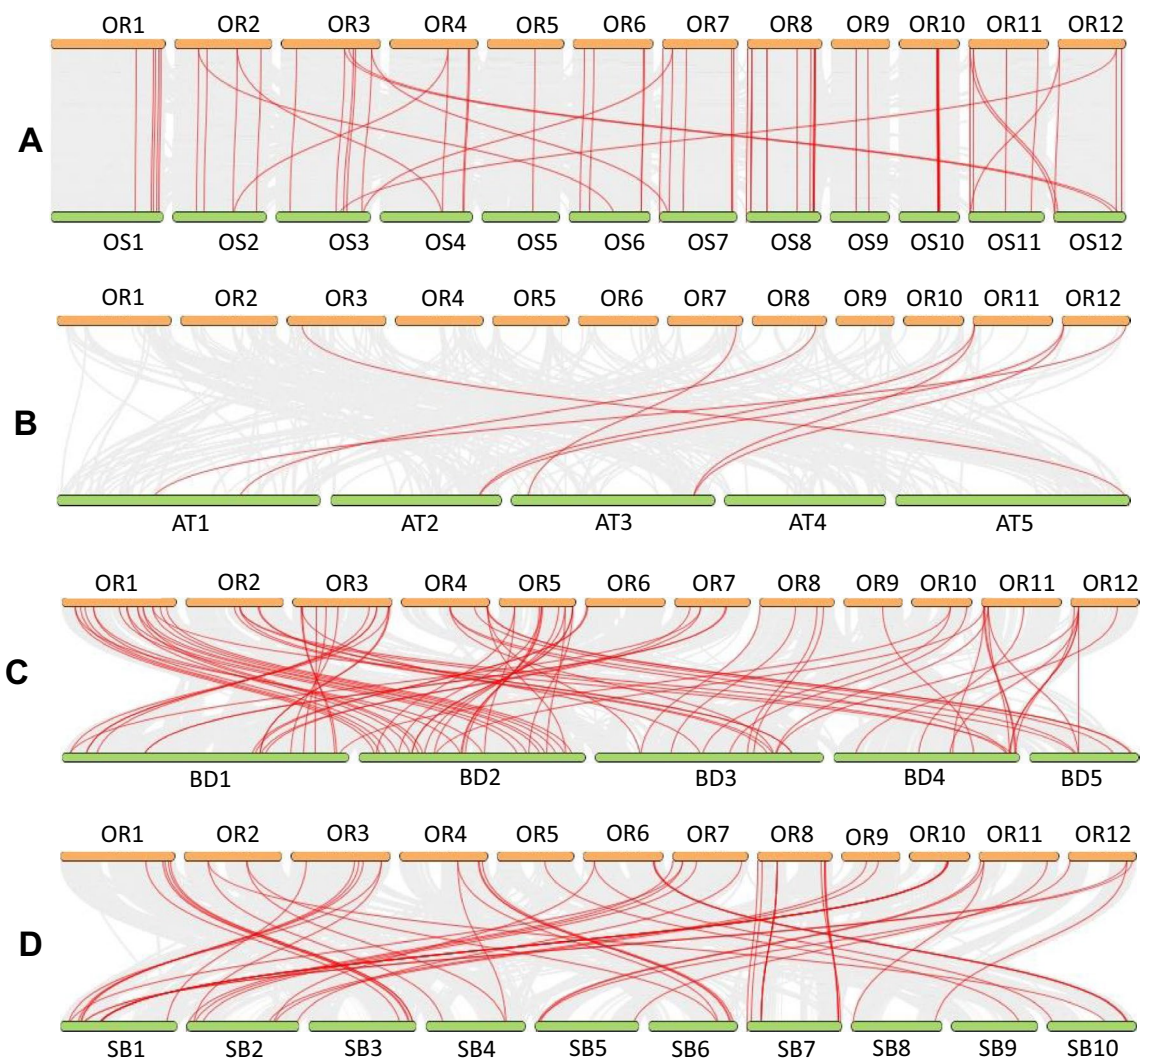 OR1 OR2 OR3 OR4 OR5 OR6 OR7 OR8 OR9 OR10 OR11 OR12
A
OS1 OS2 OS3 OS4 OS5 OS6 OS7 OS8 OS9 OS10 OS11 OS12
OR1 OR2 OR3 OR4 OR5 OR6 OR7 OR8 OR9 OR10 OR11 OR12
B
AT1 AT2 AT3 AT4 AT5
OR1 OR2 OR3 OR4 OR5 OR6 OR7 OR8 OR9 OR10 OR11 OR12
C
BD1 BD2 BD3 BD4 BD5
OR1 OR2 OR3 OR4 OR5 OR6 OR7 OR8 OR9 OR10 OR11 OR12
D
SB1 SB2 SB3 SB4 SB5 SB6 SB7 SB8 SB9 SB10